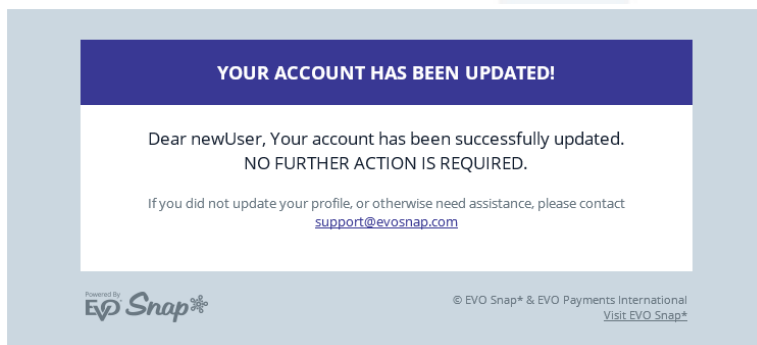 YOUR ACCOUNT HAS BEEN UPDATED!
Dear newUser, Your account has been successfully updated.
NO FURTHER ACTION IS REQUIRED.
If you did not update your profile, or otherwise need assistance, please contact
support@evosnap.com
Powered By
EVO Snap*
© EVO Snap* & EVO Payments International
Visit EVO Snap*